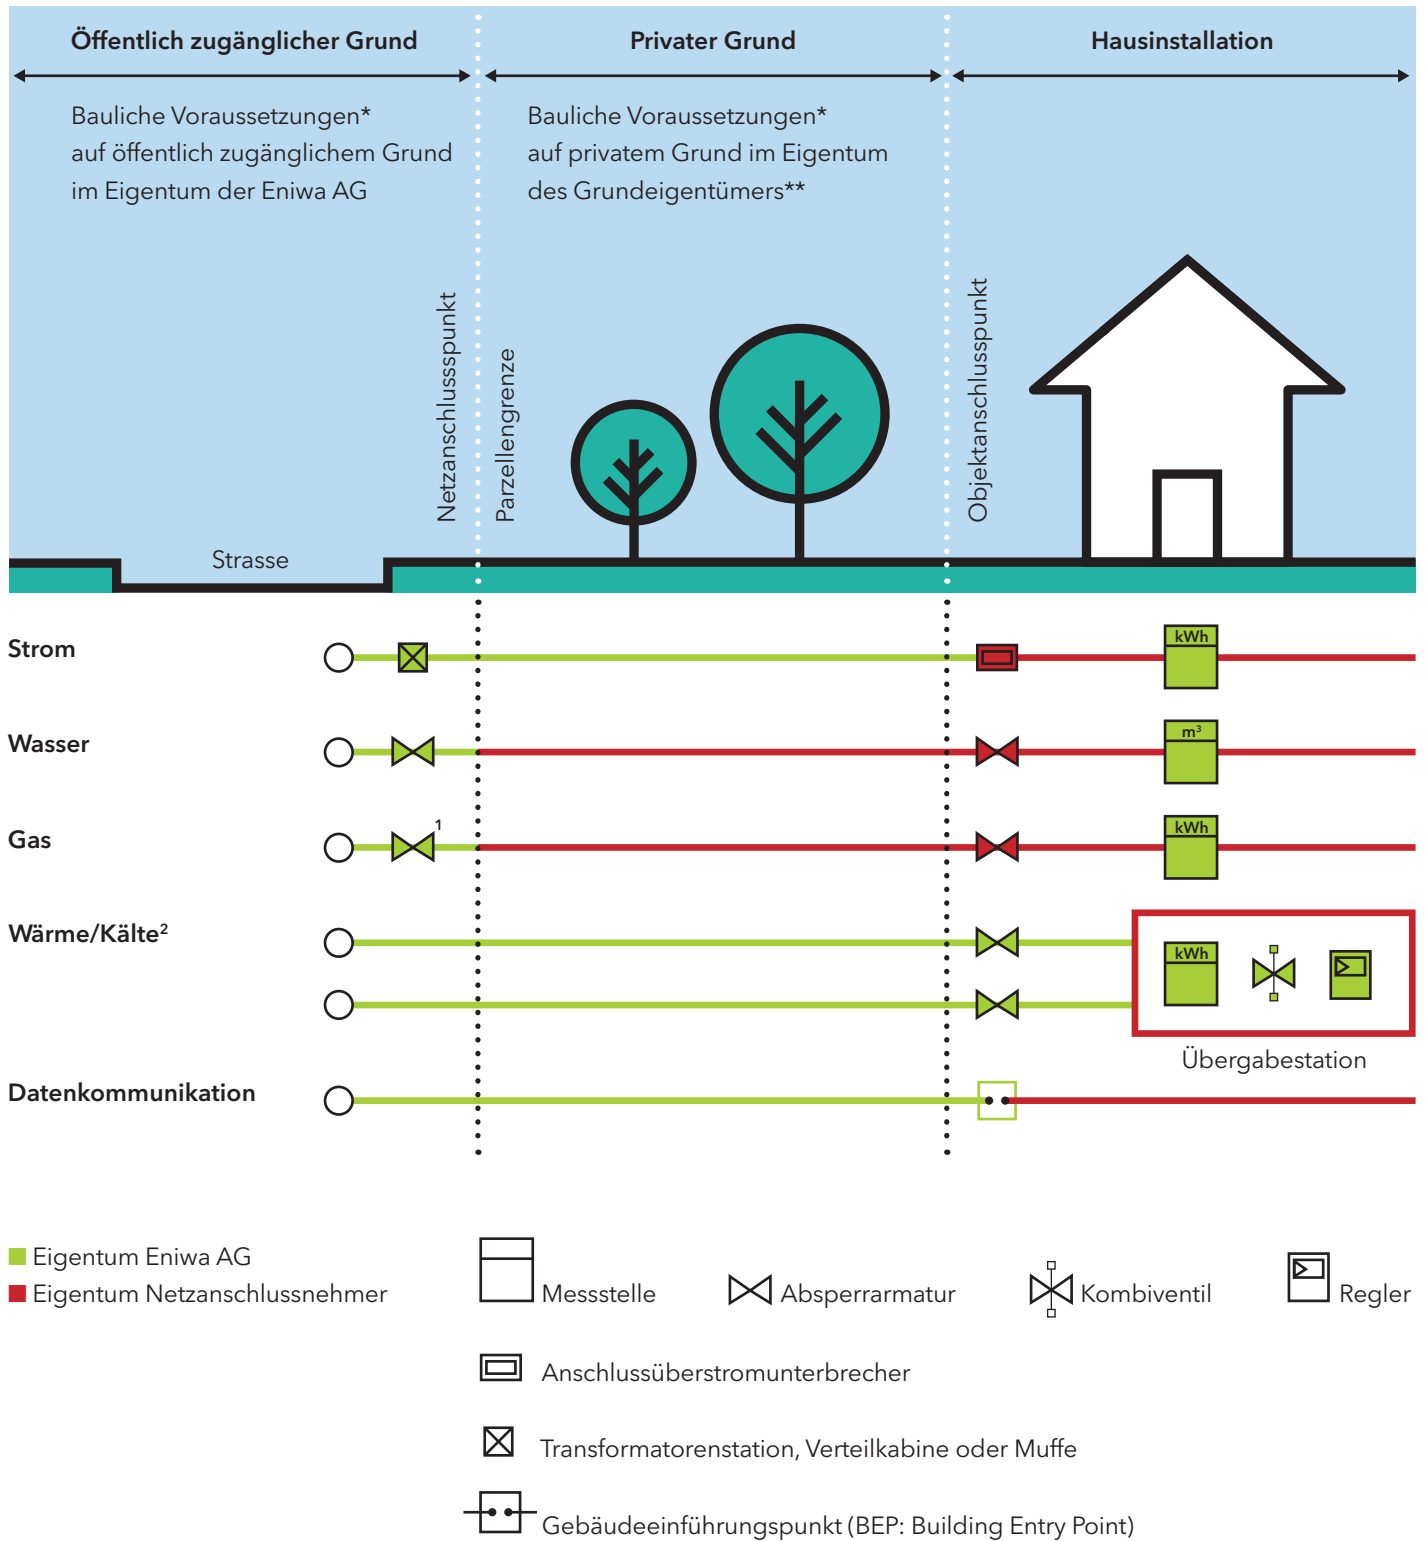 Öffentlich zugänglicher Grund
Privater Grund
Hausinstallation
Bauliche Voraussetzungen*
auf öffentlich zugänglichem Grund
im Eigentum der Eniwa AG
Bauliche Voraussetzungen*
auf privatem Grund im Eigentum
des Grundeigentümers**
Netzanschlussspunkt
Parzellengrenze
Objektanschlusspunkt
Strasse
Strom
kWh
Wasser
m³
Gas
1
kWh
Wärme/Kälte²
kWh
Übergabestation
Datenkommunikation
Eigentum Eniwa AG
Eigentum Netzanschlussnehmer
Messstelle
Absperrarmatur
Kombiventil
Regler
Anschlussüberstromunterbrecher
Transformatorenstation, Verteilkabine oder Muffe
Gebäudeeinführungspunkt (BEP: Building Entry Point)